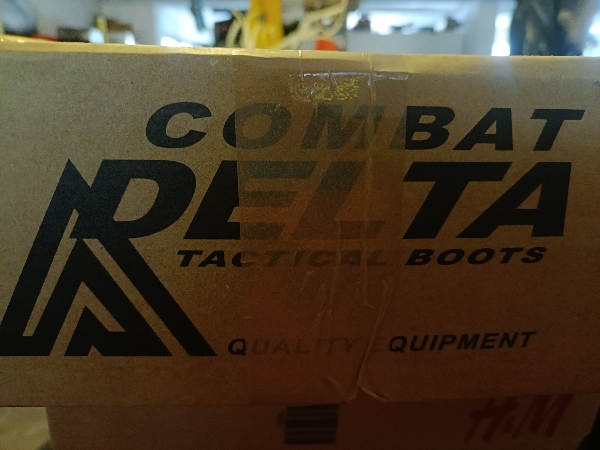 COMBAT
DELTA
TACTICAL BOOTS
QUALITY EQUIPMENT
H&M